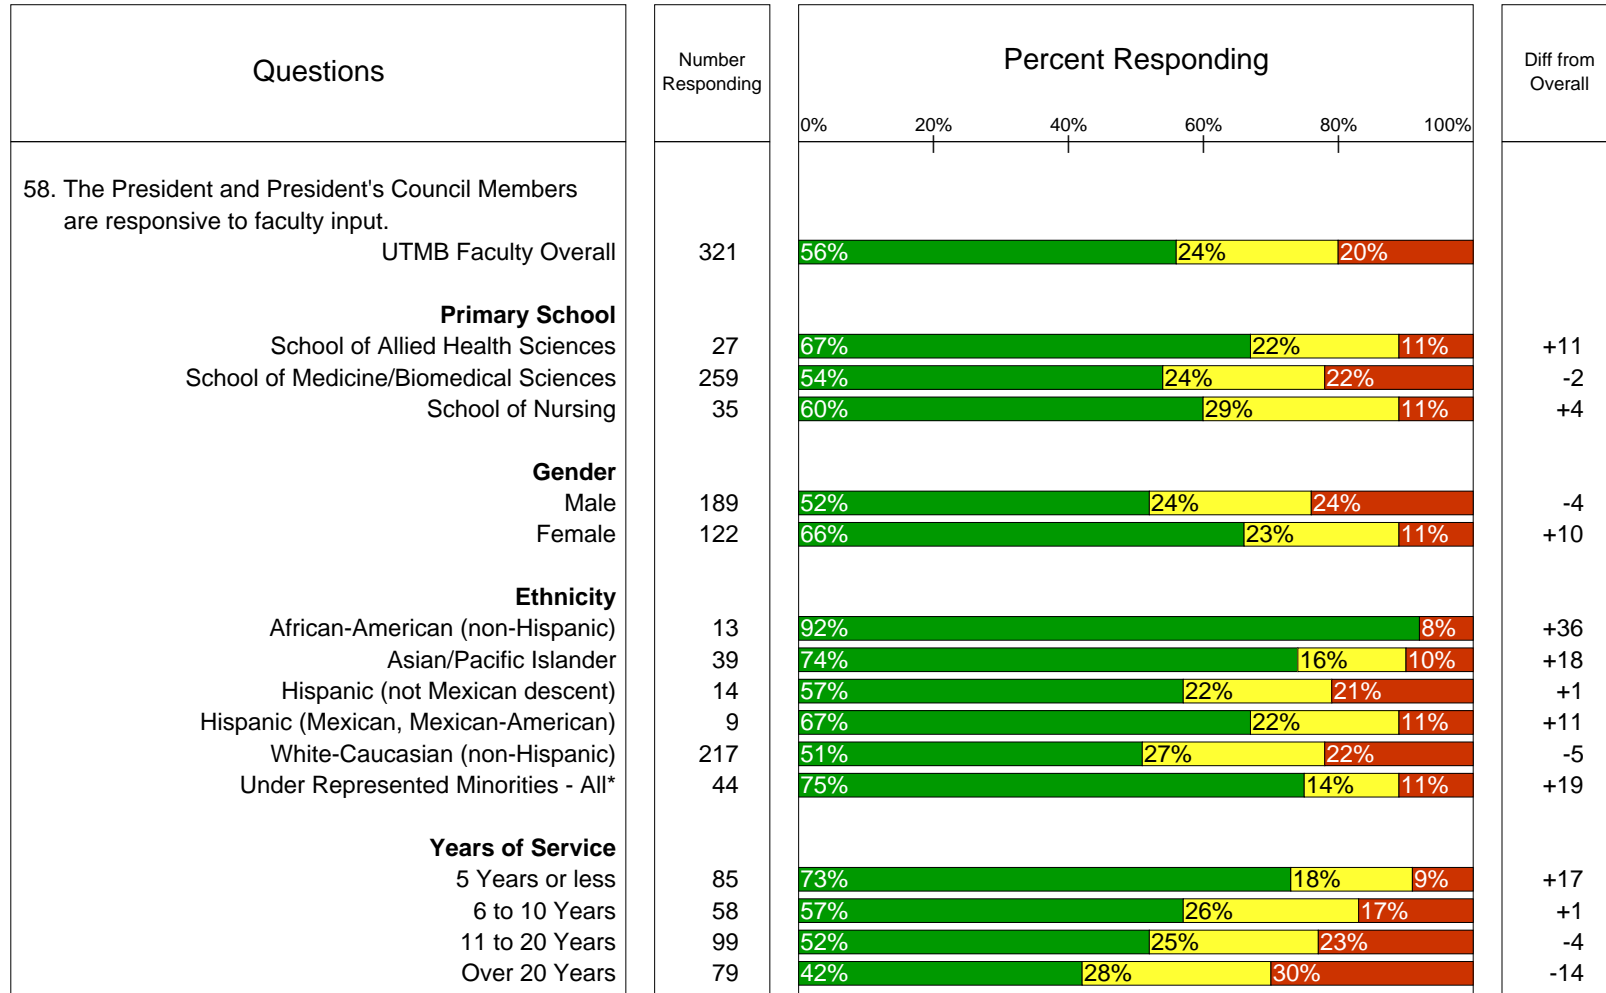 Questions
Number
Responding
Percent Responding
Diff from
Overall
0% 20% 40% 60% 80% 100%
58. The President and President's Council Members
are responsive to faculty input.
UTMB Faculty Overall 321 56% 24% 20%
Primary School
School of Allied Health Sciences 27 67% 22% 11% +11
School of Medicine/Biomedical Sciences 259 54% 24% 22% -2
School of Nursing 35 60% 29% 11% +4
Gender
Male 189 52% 24% 24% -4
Female 122 66% 23% 11% +10
Ethnicity
African-American (non-Hispanic) 13 92% 8% +36
Asian/Pacific Islander 39 74% 16% 10% +18
Hispanic (not Mexican descent) 14 57% 22% 21% +1
Hispanic (Mexican, Mexican-American) 9 67% 22% 11% +11
White-Caucasian (non-Hispanic) 217 51% 27% 22% -5
Under Represented Minorities - All* 44 75% 14% 11% +19
Years of Service
5 Years or less 85 73% 18% 9% +17
6 to 10 Years 58 57% 26% 17% +1
11 to 20 Years 99 52% 25% 23% -4
Over 20 Years 79 42% 28% 30% -14